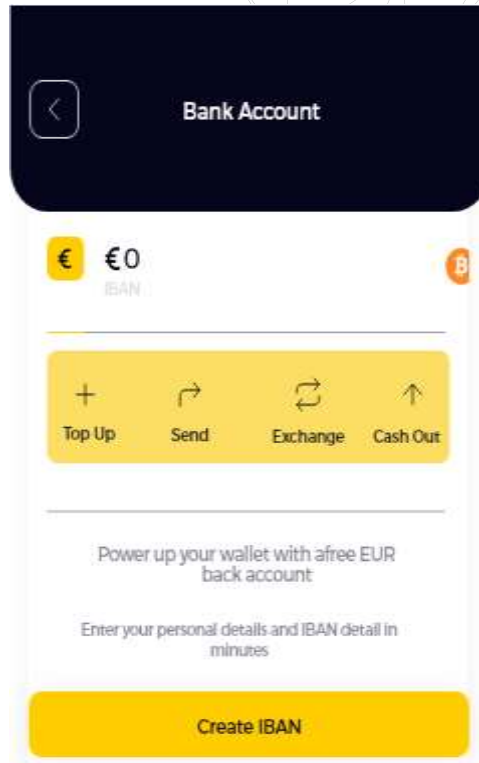 Bank Account
€ €0
IBAN
Top Up Send Exchange Cash Out
Power up your wallet with afree EUR
back account
Enter your personal details and IBAN detail in
minutes
Create IBAN